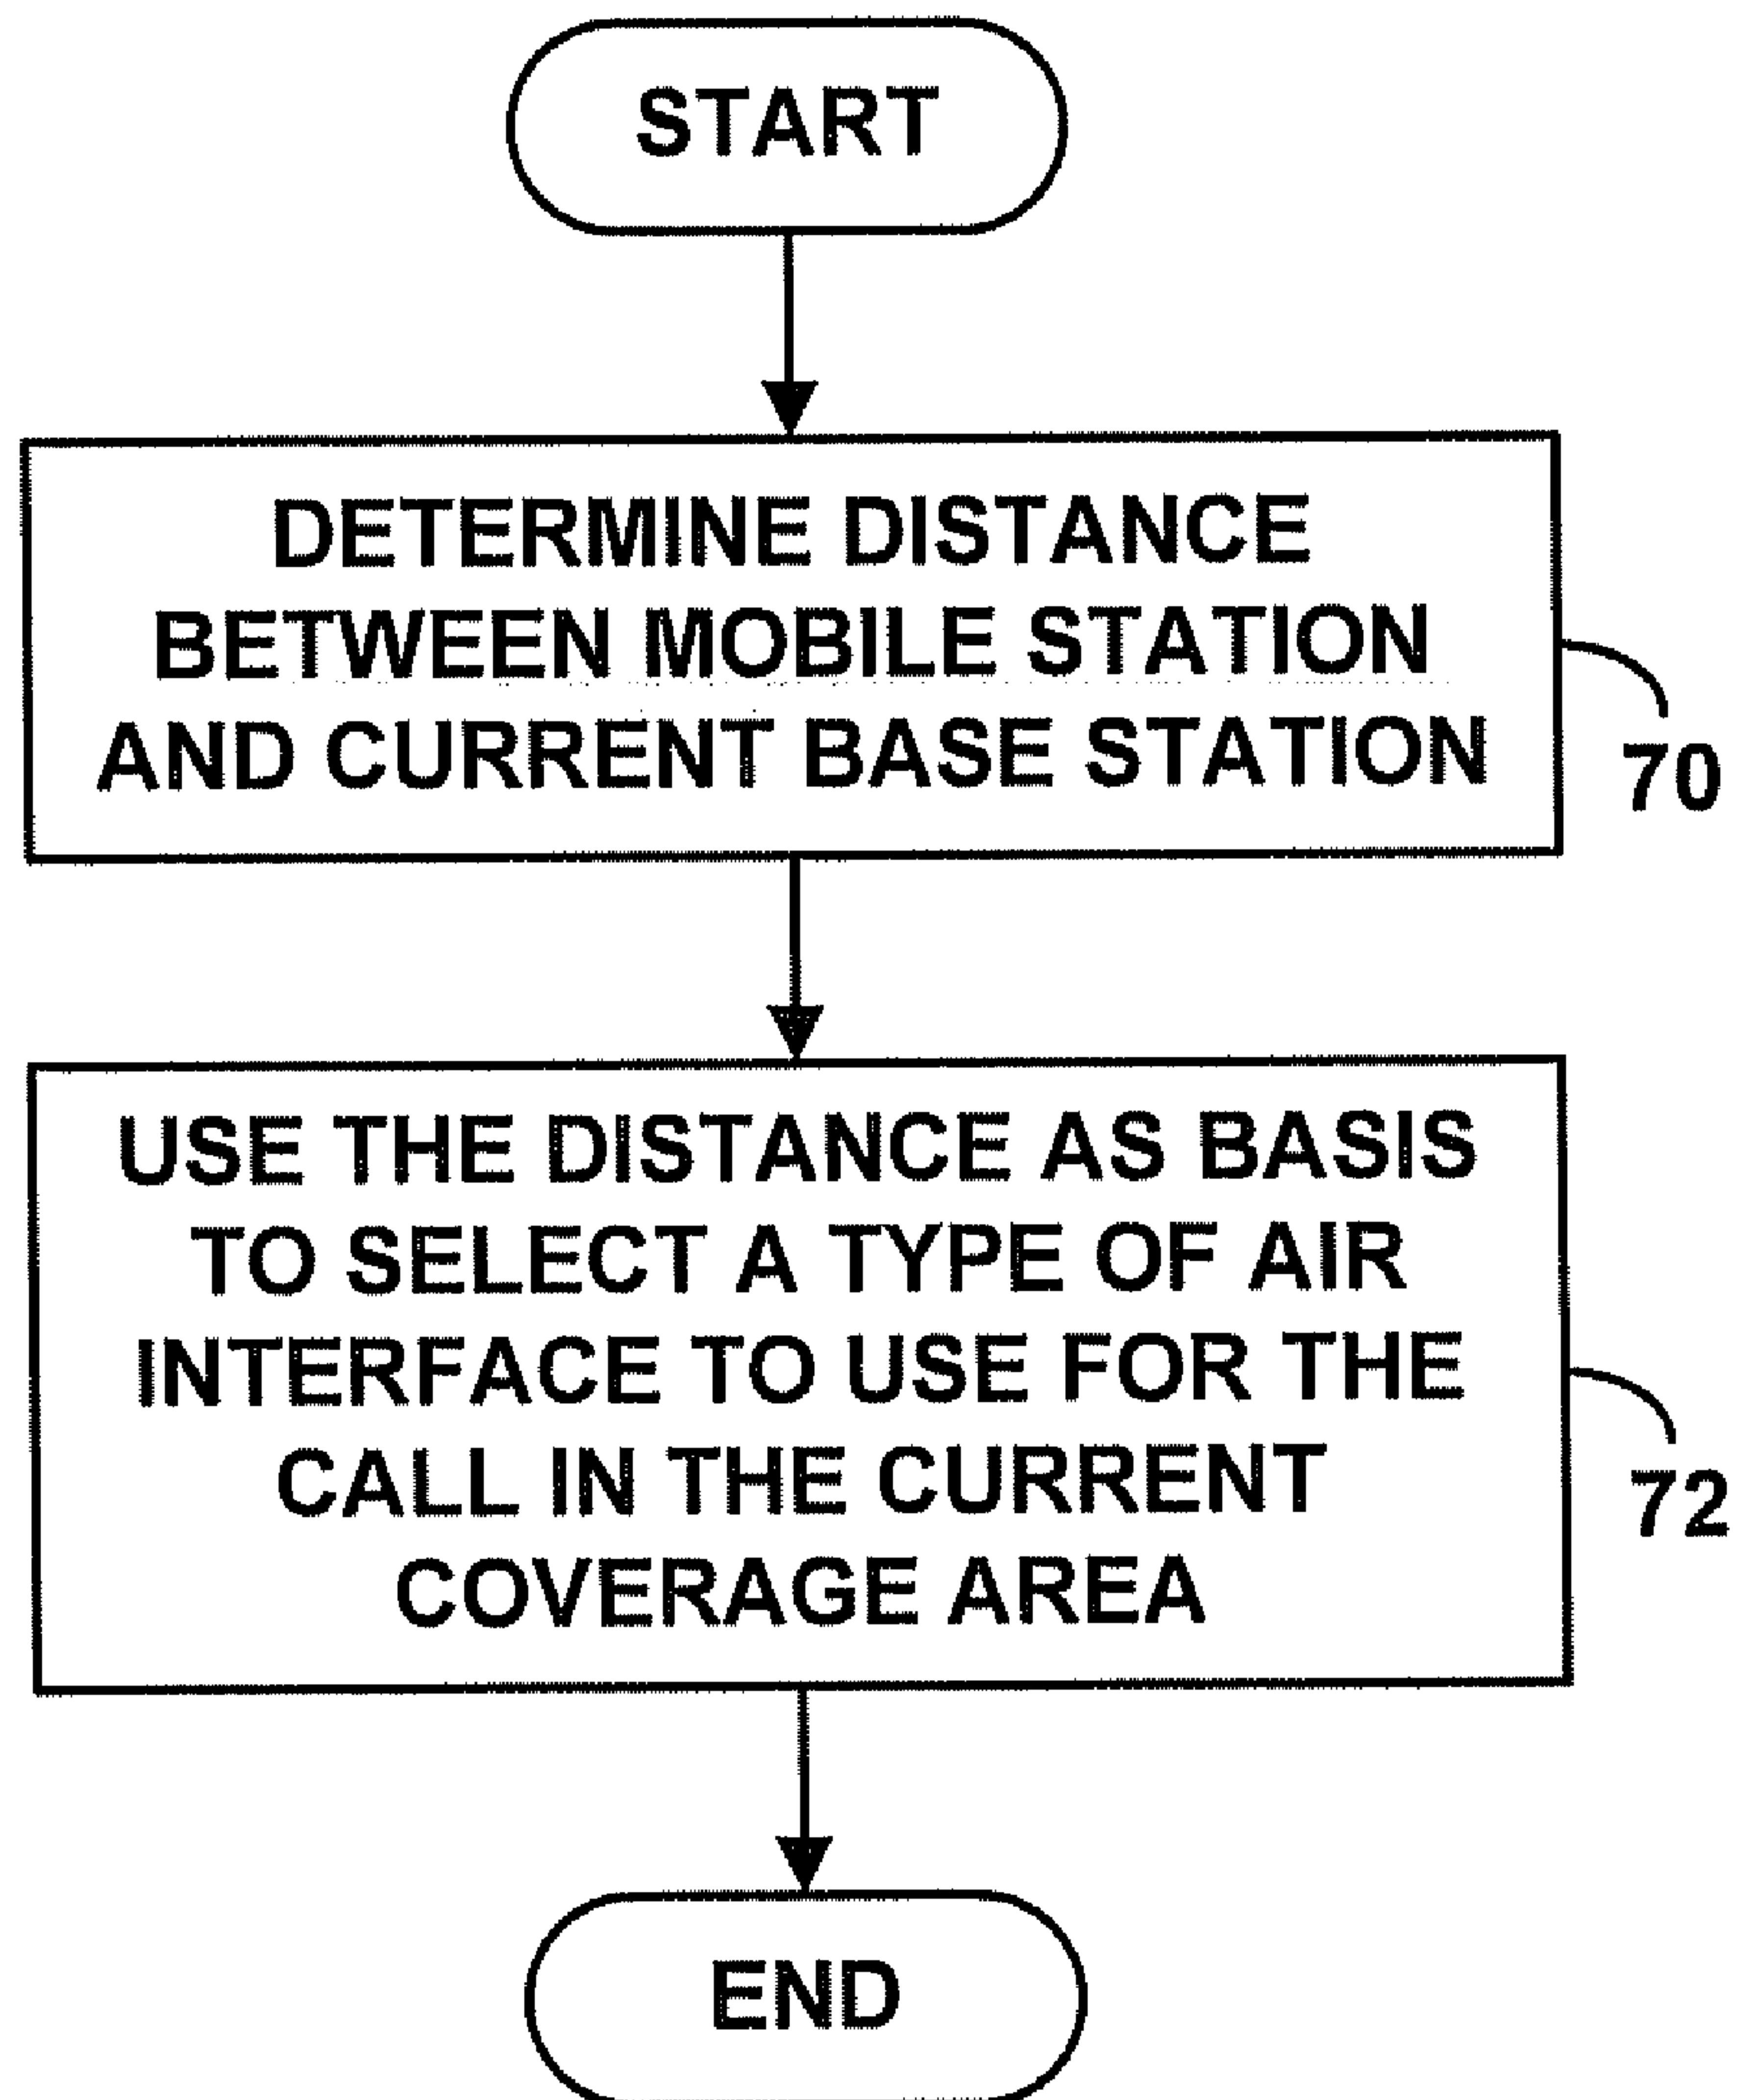 START
DETERMINE DISTANCE
BETWEEN MOBILE STATION
AND CURRENT BASE STATION
70
USE THE DISTANCE AS BASIS
TO SELECT A TYPE OF AIR
INTERFACE TO USE FOR THE
CALL IN THE CURRENT
COVERAGE AREA
72
END